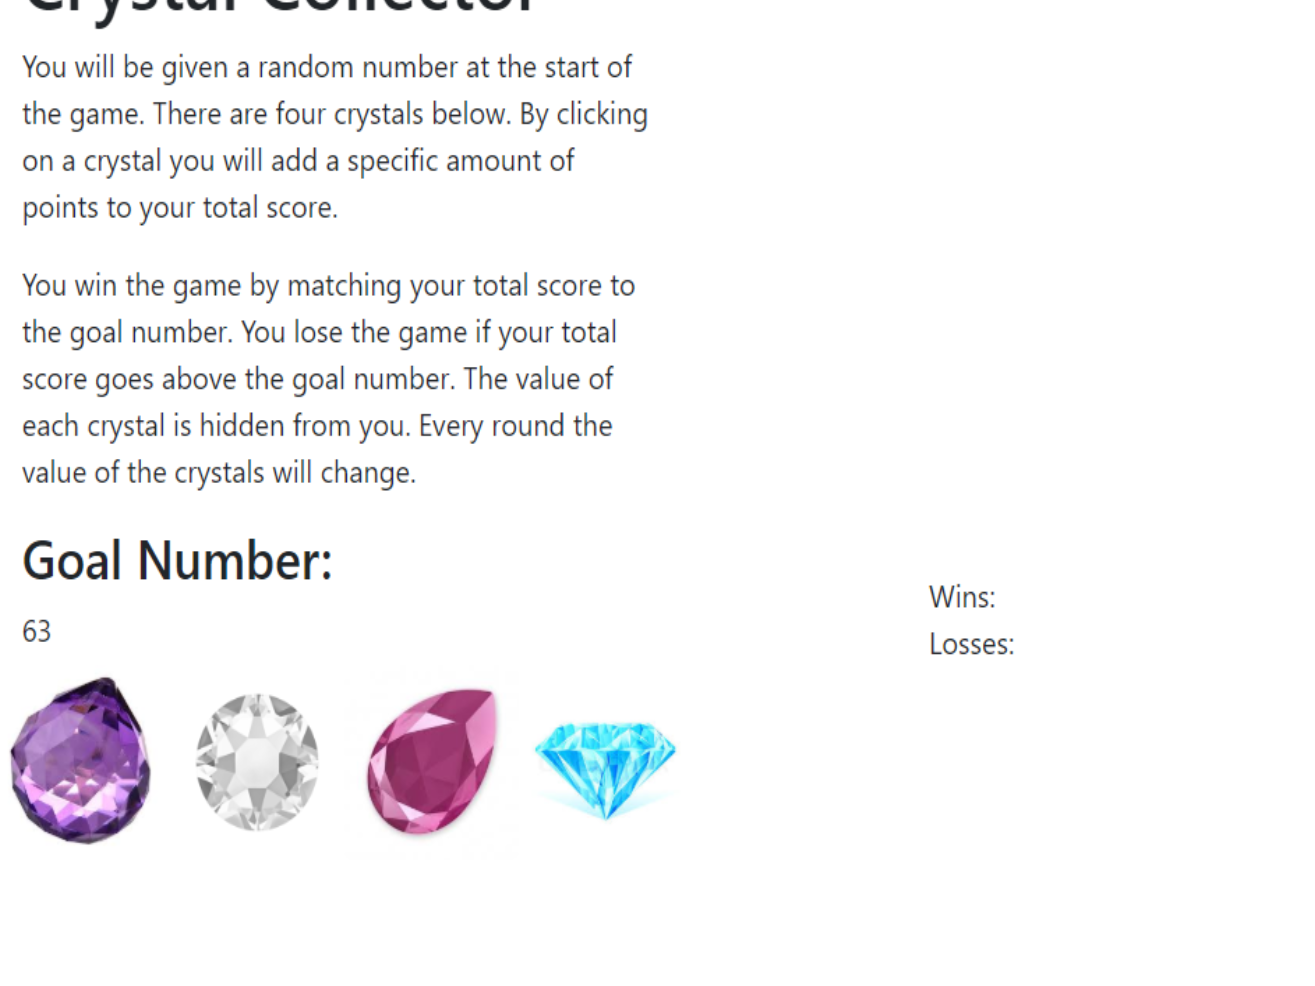 Crystal Collector
You will be given a random number at the start of
the game. There are four crystals below. By clicking
on a crystal you will add a specific amount of
points to your total score.
You win the game by matching your total score to
the goal number. You lose the game if your total
score goes above the goal number. The value of
each crystal is hidden from you. Every round the
value of the crystals will change.
Goal Number:
63
Wins:
Losses: